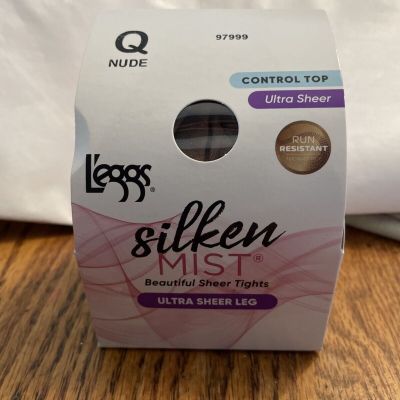 Q
NUDE
97999
CONTROL TOP
Ultra Sheer
RUN
RESISTANT
L'eggs®
silken
MIST®
Beautiful Sheer Tights
ULTRA SHEER LEG